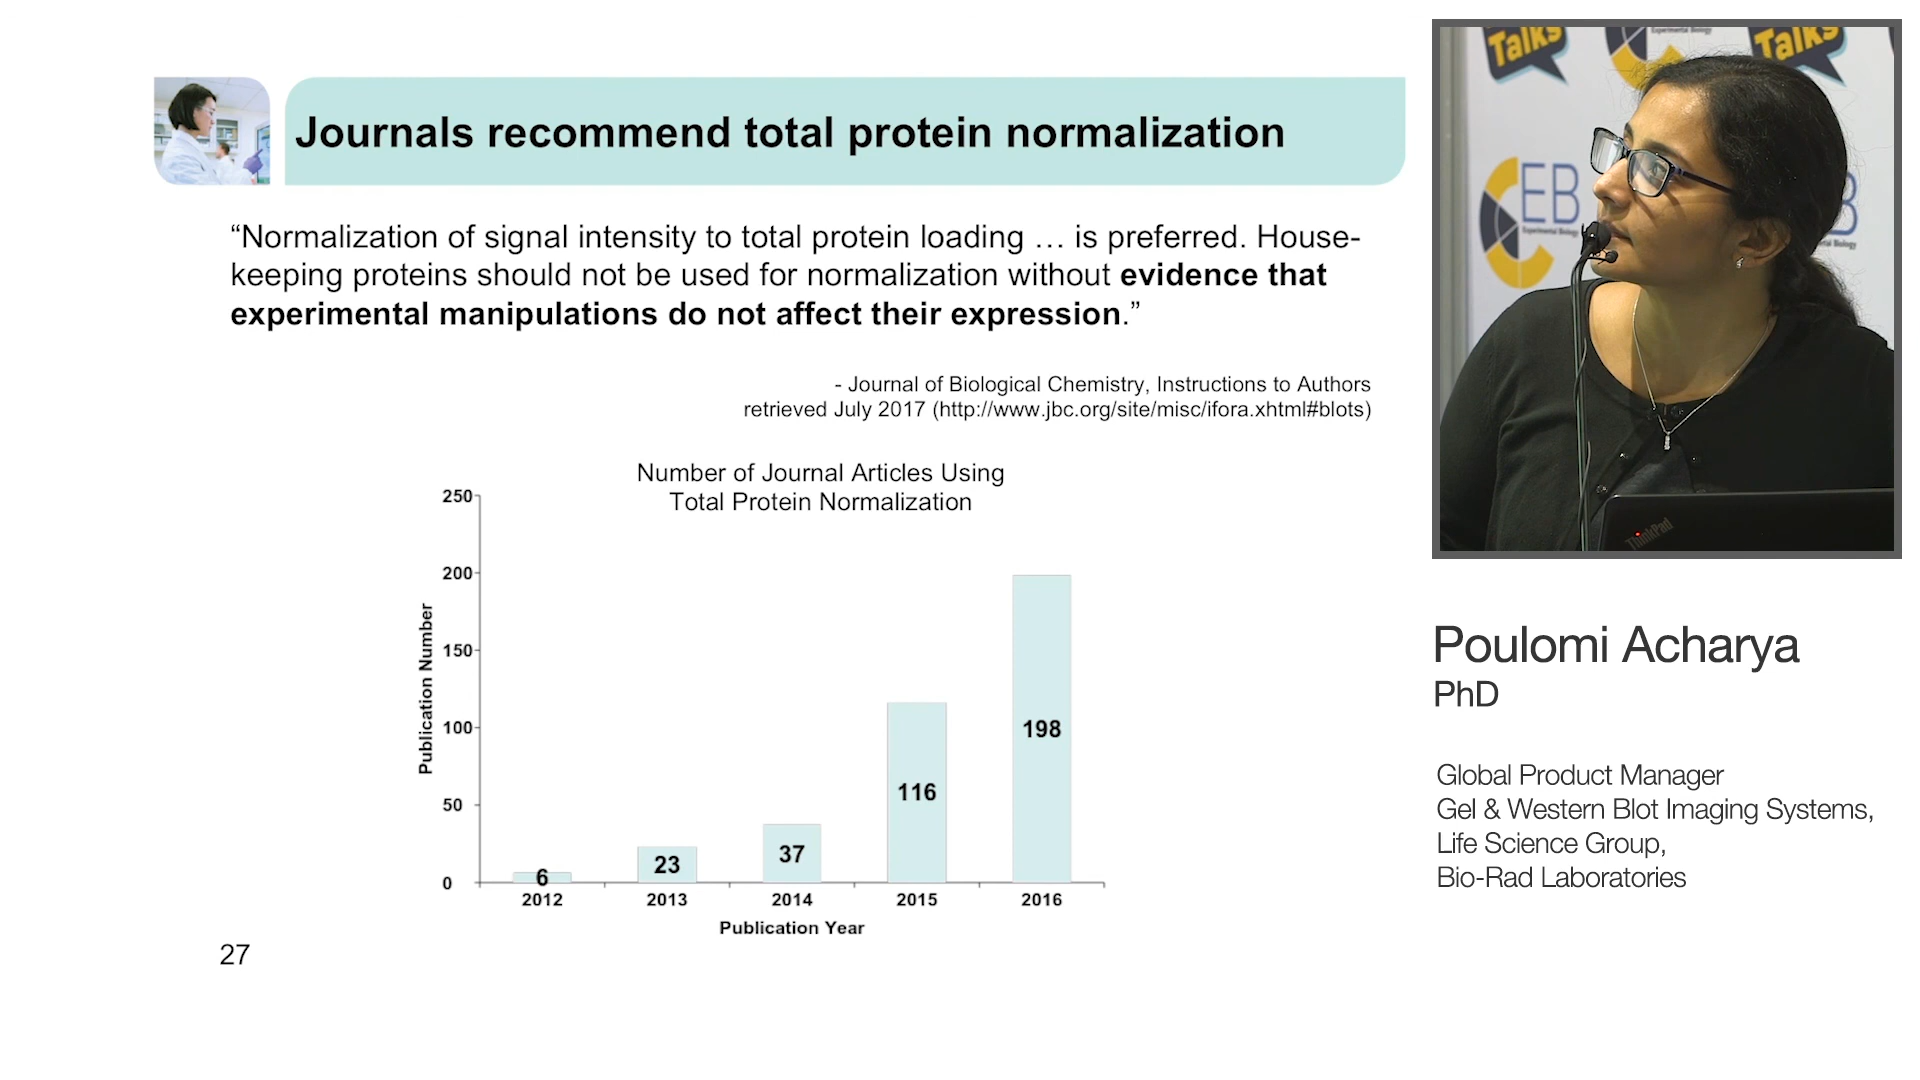 Journals recommend total protein normalization
“Normalization of signal intensity to total protein loading … is preferred. House-
keeping proteins should not be used for normalization without evidence that
experimental manipulations do not affect their expression.”
- Journal of Biological Chemistry, Instructions to Authors
retrieved July 2017 (http://www.jbc.org/site/misc/ifora.xhtml#blots)
Number of Journal Articles Using
Total Protein Normalization
Publication Number
250
200
150
100
50
0
6
23
37
116
198
2012
2013
2014
2015
2016
Publication Year
27
Talks
Experimental Biology
Talks
EB
Experimental Biology
B
ThinkPad
Poulomi Acharya
PhD
Global Product Manager
Gel & Western Blot Imaging Systems,
Life Science Group,
Bio-Rad Laboratories